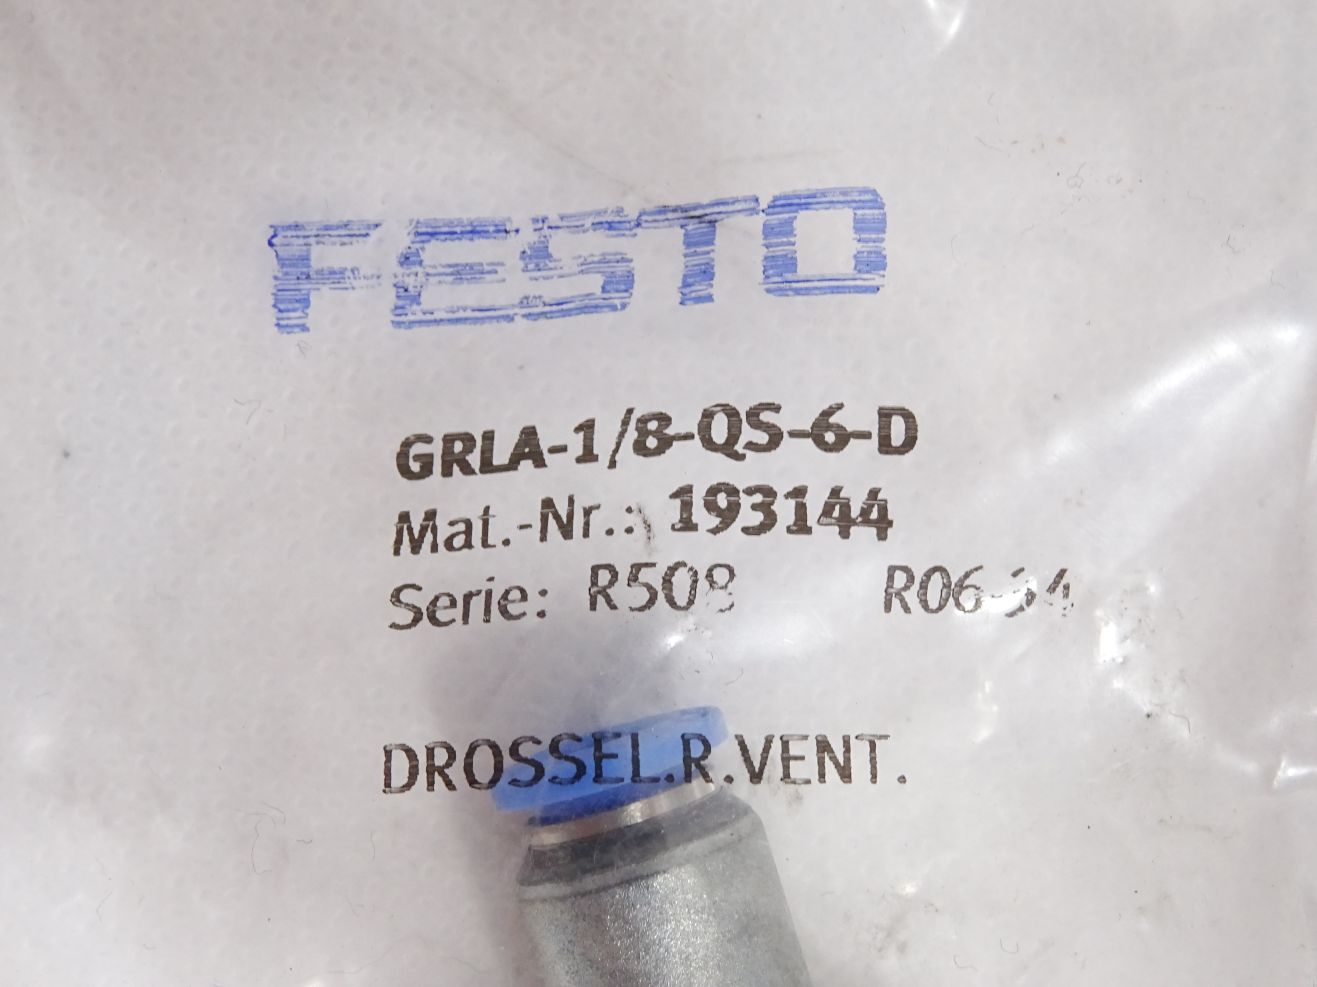 FESTO
GRLA-1/8-QS-6-D
Mat.-Nr.: 193144
Serie: R508
DROSSEL.R.VENT.